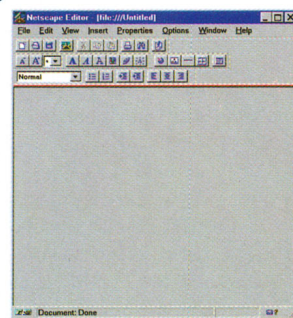 Netscape Editor - [file:///Untitled]
File Edit View Insert Properties Options Window Help
Normal
Document: Done